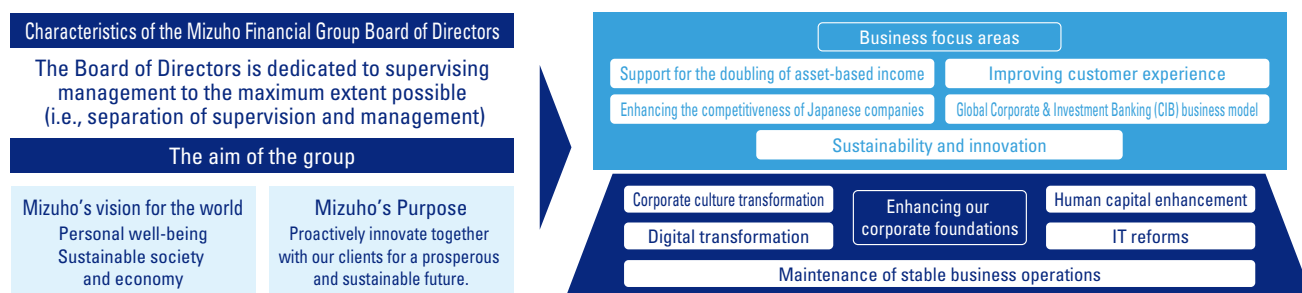 Characteristics of the Mizuho Financial Group Board of Directors
The Board of Directors is dedicated to supervising
management to the maximum extent possible
(i.e., separation of supervision and management)
The aim of the group
Mizuho's vision for the world
Personal well-being
Sustainable society
and economy
Mizuho's Purpose
Proactively innovate together
with our clients for a prosperous
and sustainable future.
Business focus areas
Support for the doubling of asset-based income
Improving customer experience
Enhancing the competitiveness of Japanese companies
Global Corporate & Investment Banking (CIB) business model
Sustainability and innovation
Corporate culture transformation
Enhancing our
corporate foundations
Human capital enhancement
Digital transformation
IT reforms
Maintenance of stable business operations